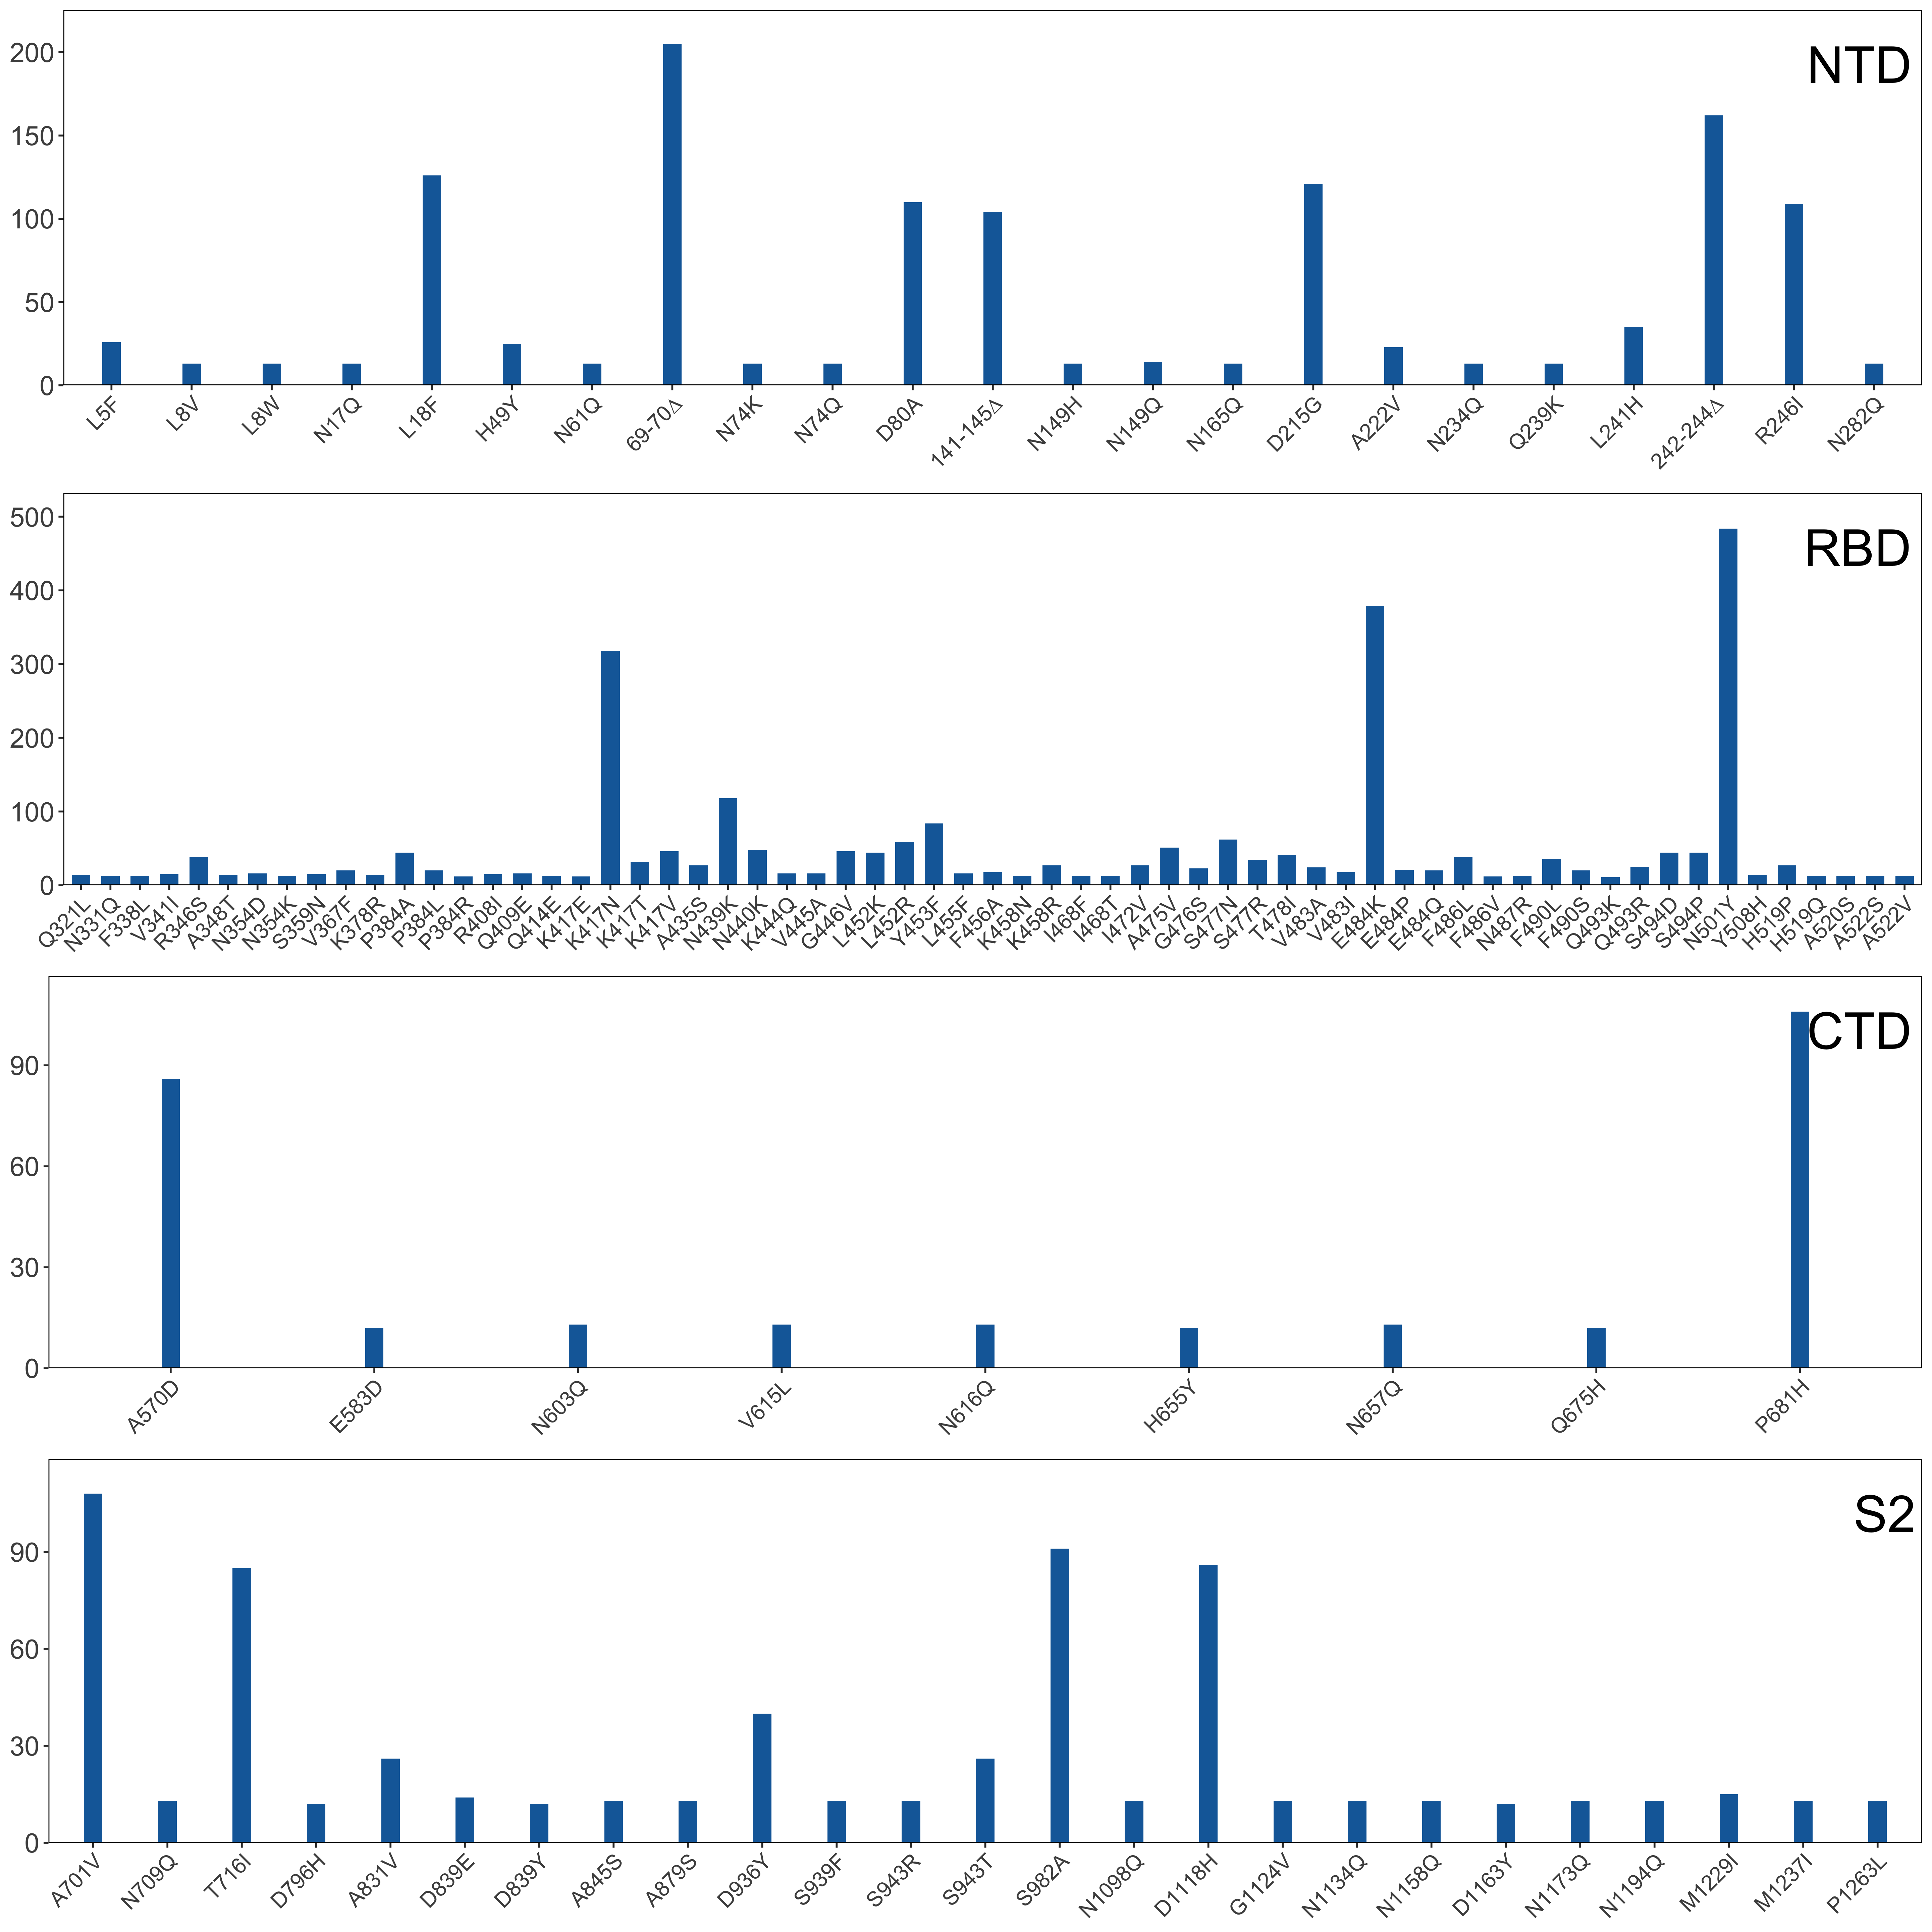 NTD
200
150
100
50
0
L5F L8V L8W N17Q L18F H49Y N61Q 69-70Δ N74K N74Q D80A 141-145Δ N149H N149Q N165Q D215G A222V N234Q Q239K L241H 242-244Δ R246I N282Q
RBD
500
400
300
200
100
0
Q321L N331Q F338L V341I R346S A348T N354D N354K S359N V367F K378R P384A P384L P384R R408I Q409E Q414E K417E K417N K417T K417V A435S N439K N440K K444Q V445A G446V L452K L452R Y453F L455F F456A K458N K458R I468F I468T I472V A475V G476S S477N S477R T478I V483A V483I E484K E484P E484Q F486L F486V N487R F490L F490S Q493K Q493R S494D S494P N501Y Y508H H519P H519Q A520S A522S A522V
CTD
90
60
30
0
A570D E583D N603Q V615L N616Q H655Y N657Q Q675H P681H
S2
90
60
30
0
A701V N709Q T716I D796H A831V D839E D839Y A845S A879S D936Y S939F S943R S943T S982A N1098Q D1118H G1124V N1134Q N1158Q D1163Y N1173Q N1194Q M1229I M1237I P1263L